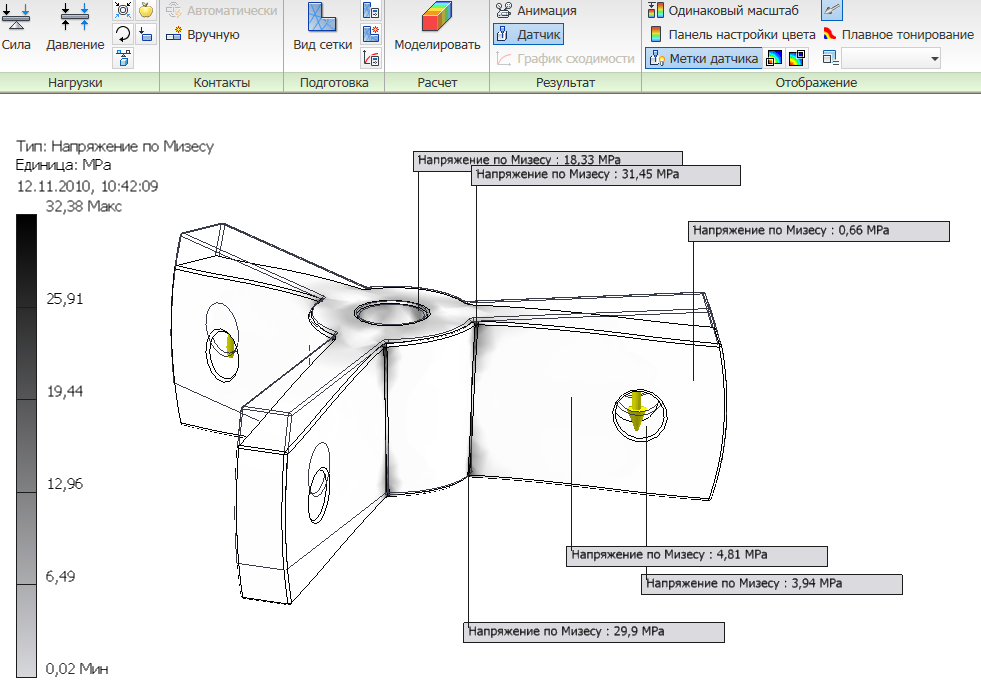 Автоматически
Анимация
Одинаковый масштаб
Сила
Давление
Вручную
Вид сетки
Моделировать
Датчик
Панель настройки цвета
Плавное тонирование
График сходимости
Метки датчика
Нагрузки
Контакты
Подготовка
Расчет
Результат
Отображение
Тип: Напряжение по Мизесу
Единица: MPa
12.11.2010, 10:42:09
32,38 Макс
25,91
19,44
12,96
6,49
0,02 Мин
Напряжение по Мизесу : 18,33 MPa
Напряжение по Мизесу : 31,45 MPa
Напряжение по Мизесу : 0,66 MPa
Напряжение по Мизесу : 4,81 MPa
Напряжение по Мизесу : 3,94 MPa
Напряжение по Мизесу : 29,9 MPa